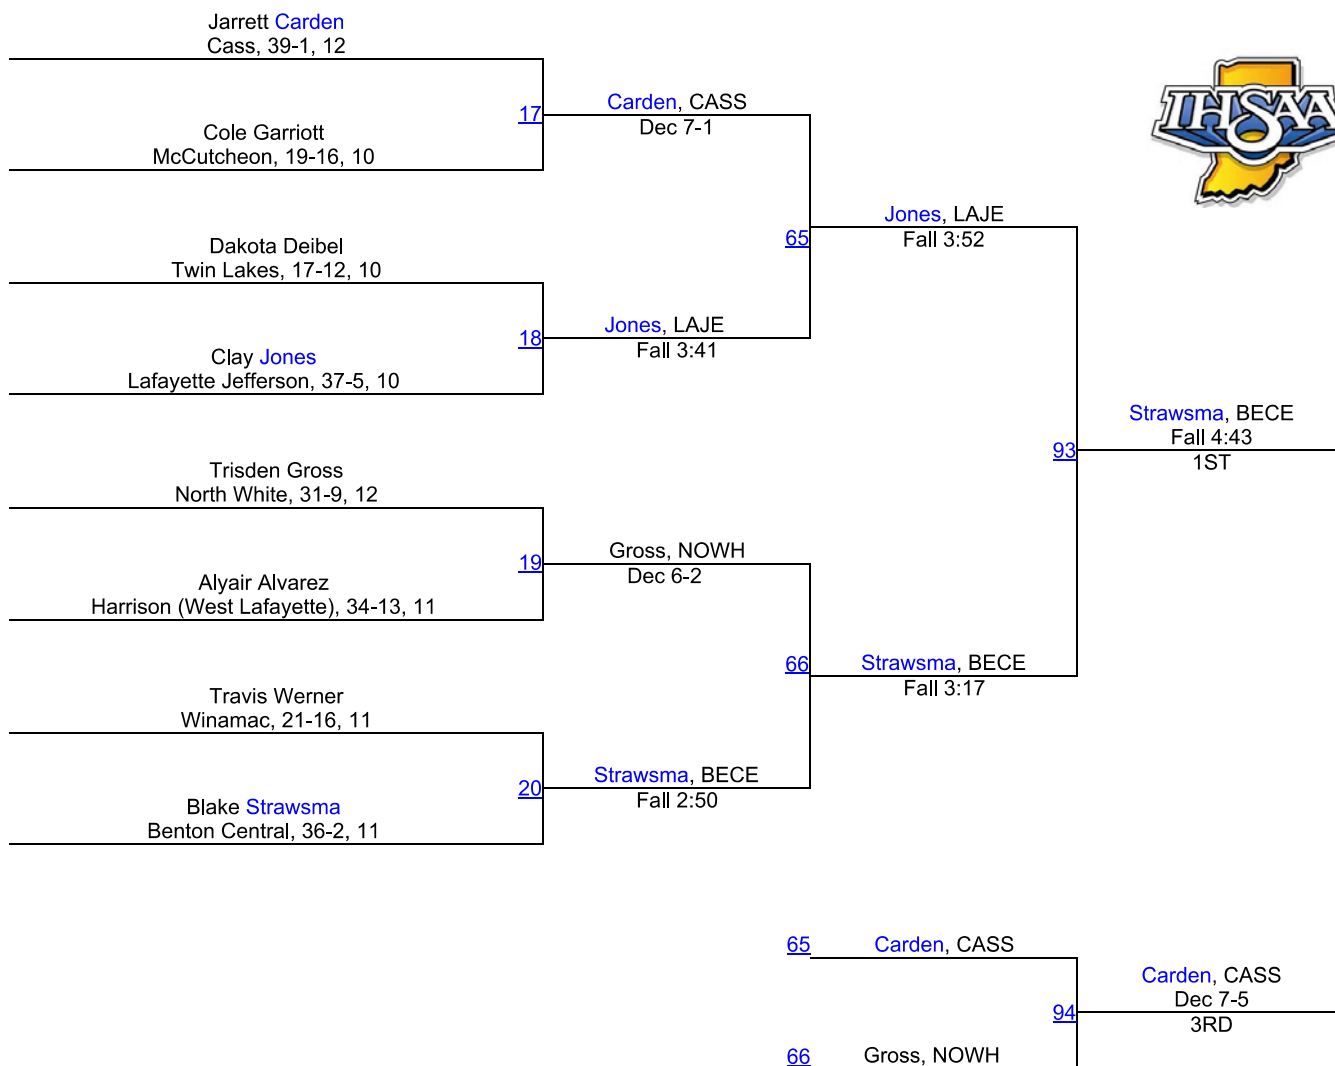 Jarrett Carden
Cass, 39-1, 12
17
Carden, CASS
Dec 7-1
Cole Garriott
McCutcheon, 19-16, 10
IHSAA
65
Jones, LAJE
Fall 3:52
Dakota Deibel
Twin Lakes, 17-12, 10
18
Jones, LAJE
Fall 3:41
Clay Jones
Lafayette Jefferson, 37-5, 10
93
Strawsma, BECE
Fall 4:43
1ST
Trisden Gross
North White, 31-9, 12
19
Gross, NOWH
Dec 6-2
Alyair Alvarez
Harrison (West Lafayette), 34-13, 11
66
Strawsma, BECE
Fall 3:17
Travis Werner
Winamac, 21-16, 11
20
Strawsma, BECE
Fall 2:50
Blake Strawsma
Benton Central, 36-2, 11
65
Carden, CASS
94
Carden, CASS
Dec 7-5
3RD
66
Gross, NOWH